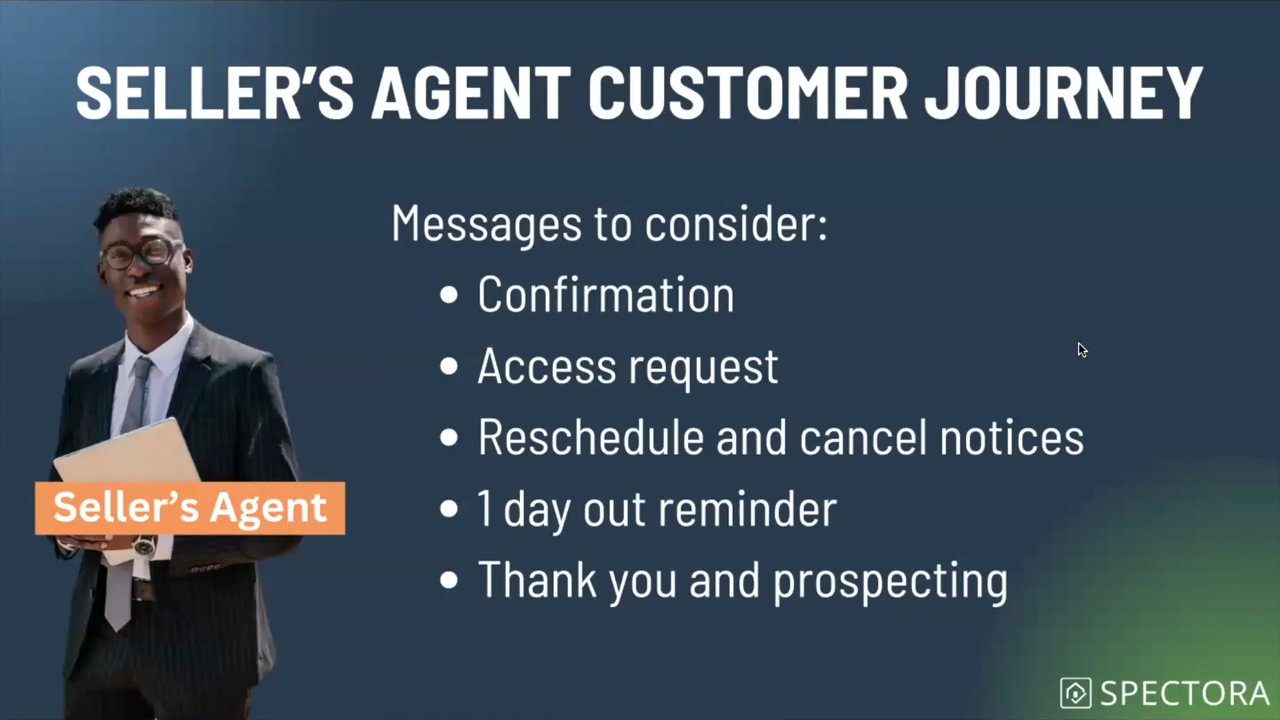 SELLER’S AGENT CUSTOMER JOURNEY
Messages to consider:
• Confirmation
• Access request
• Reschedule and cancel notices
• 1 day out reminder
• Thank you and prospecting
Seller’s Agent
SPECTORA